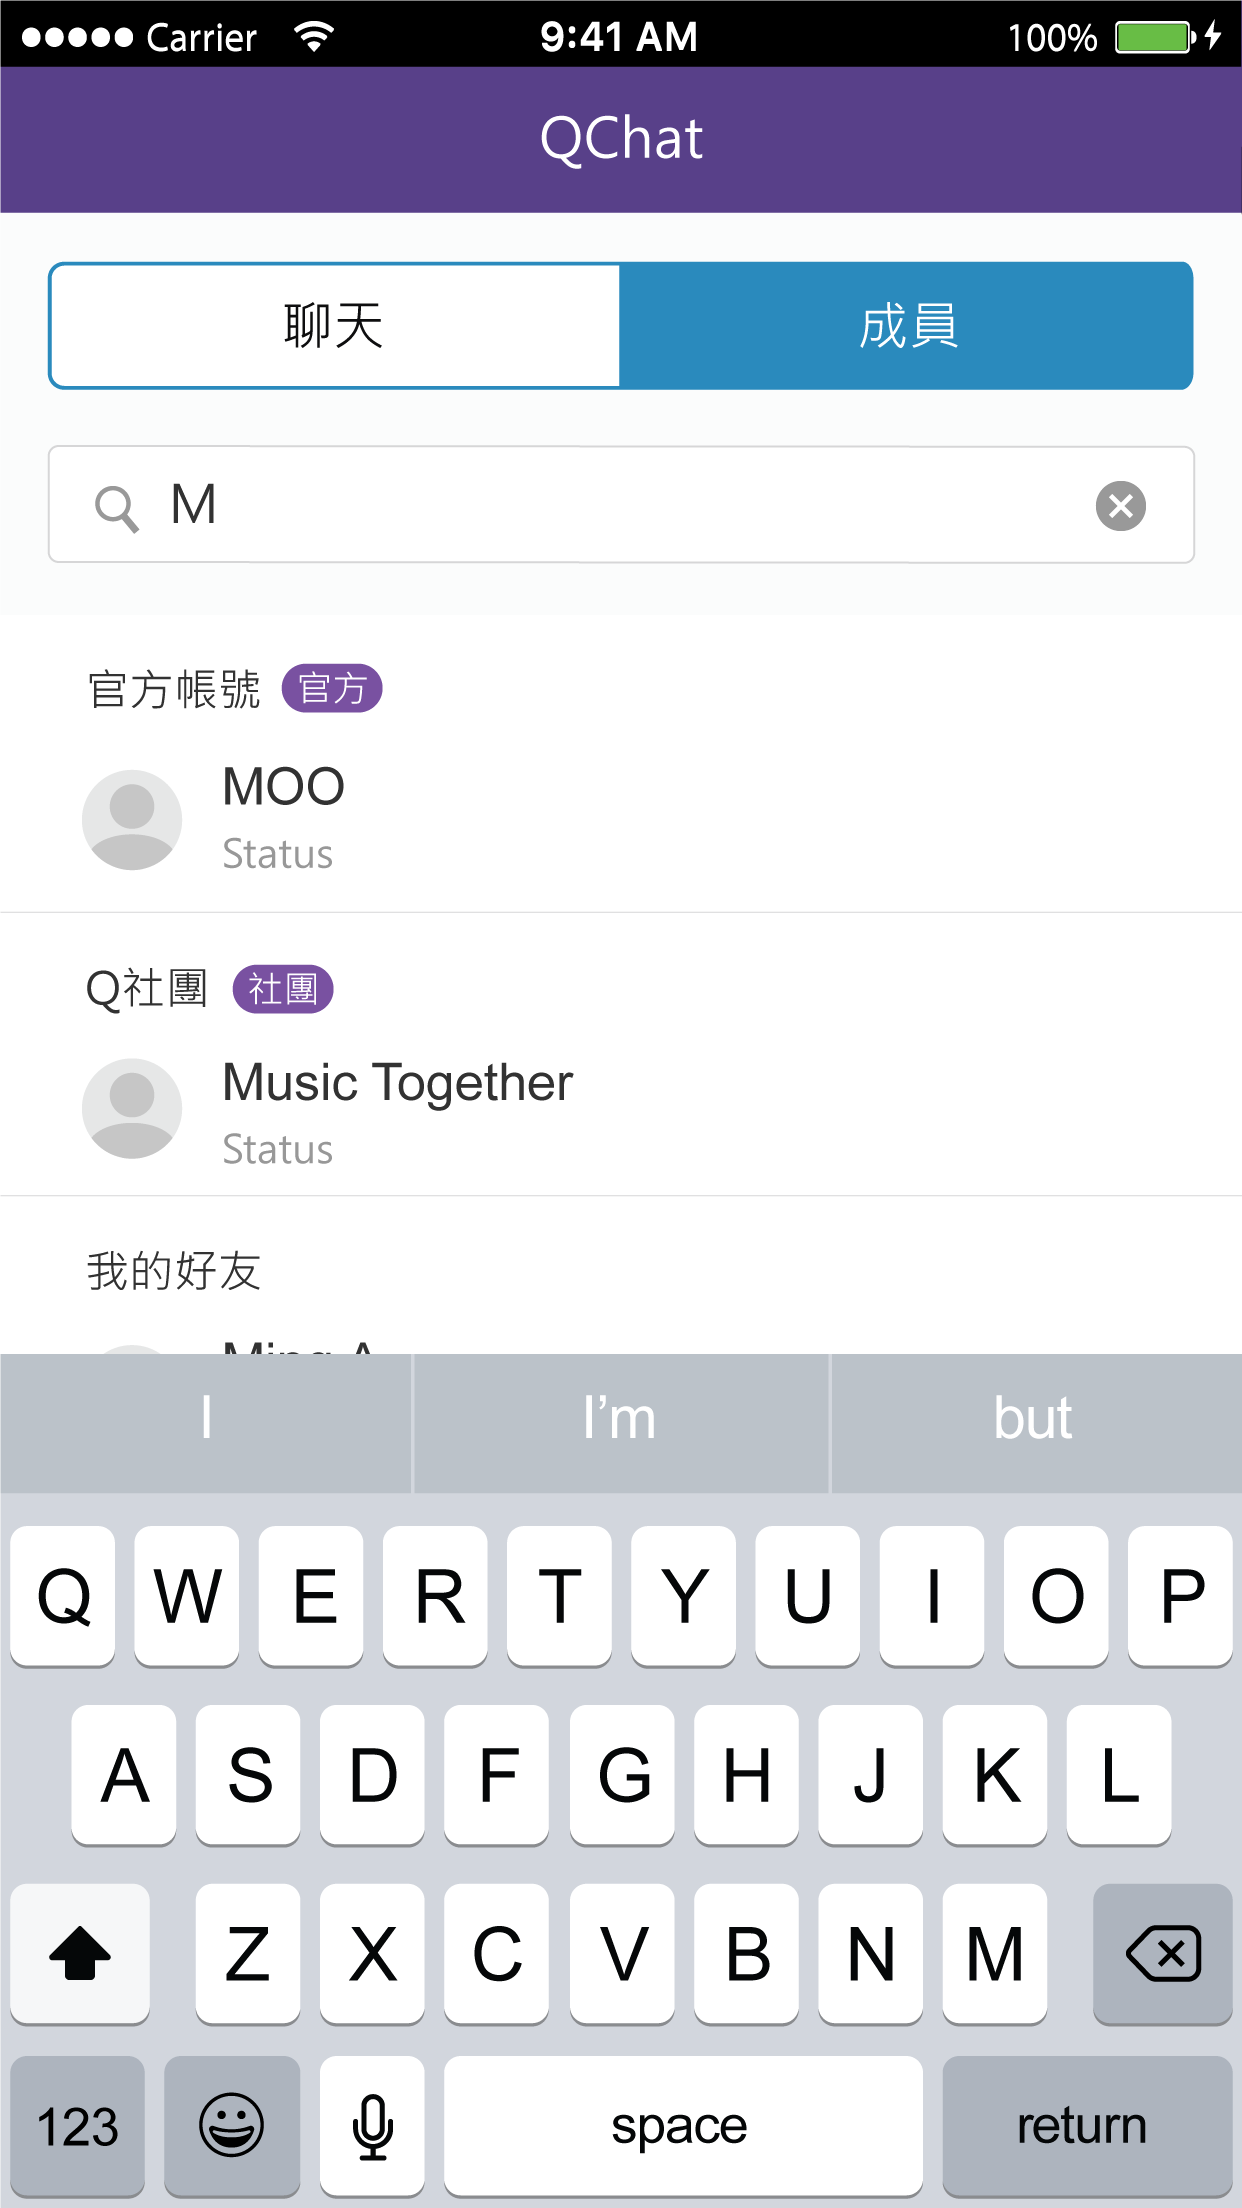 Carrier 9:41 AM 100%
QChat
聊天 成員
M
官方帳號 官方
MOO
Status
Q社團 社團
Music Together
Status
我的好友
Ming A
I I’m but
Q W E R T Y U I O P
A S D F G H J K L
Z X C V B N M
123 space return